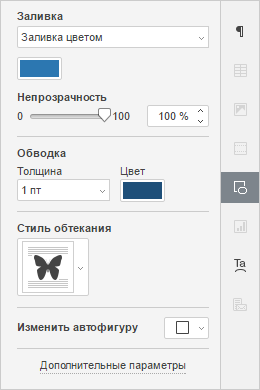 Заливка
Заливка цветом
Непрозрачность
0 100 100 %
Обводка
Толщина Цвет
1 пт
Стиль обтекания
Изменить автофигуру
Дополнительные параметры
¶
Ta